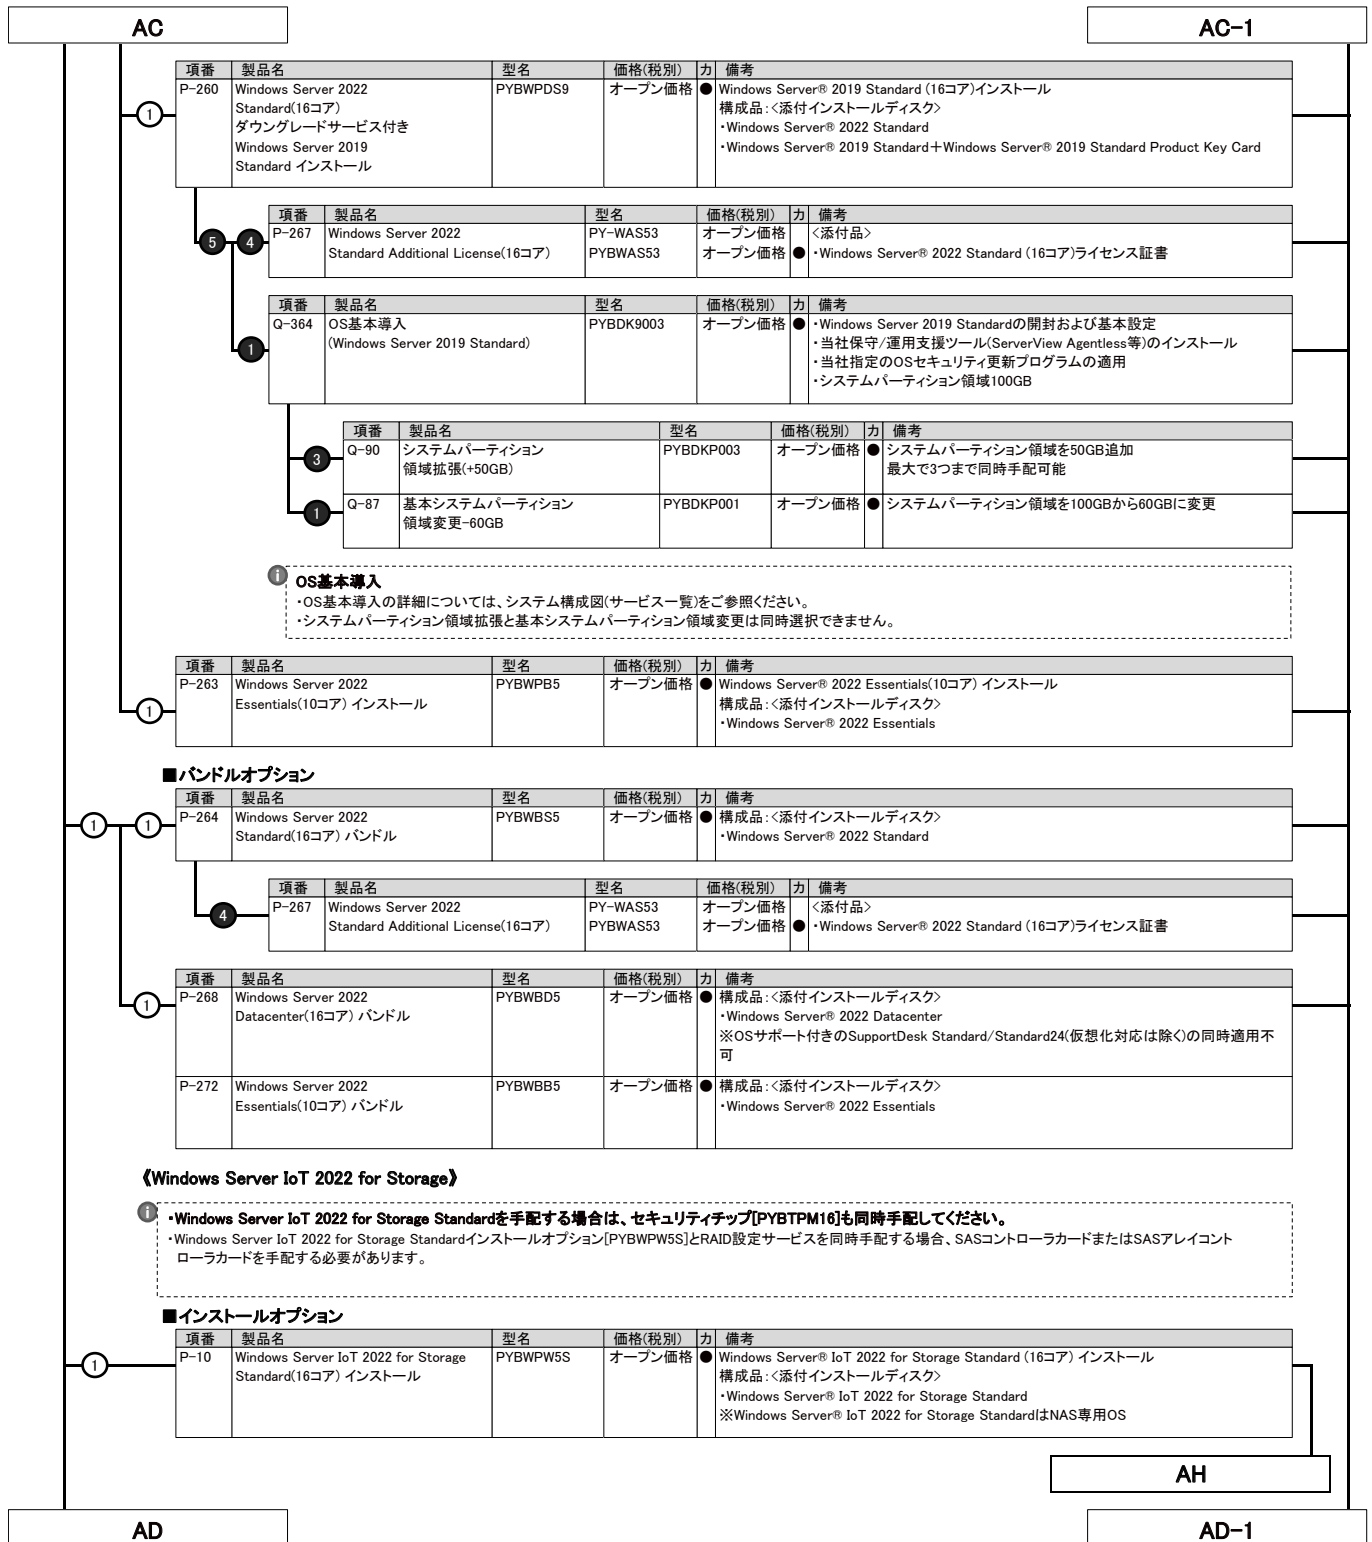 AC
AC-1
項番 製品名 型名 価格(税別) カ 備考
P-260 Windows Server 2022 PYBWPDS9 オープン価格 ● Windows Server® 2019 Standard (16コア)インストール
Standard(16コア) 構成品:<添付インストールディスク>
① ダウングレードサービス付き ・Windows Server® 2022 Standard
Windows Server 2019 ・Windows Server® 2019 Standard+Windows Server® 2019 Standard Product Key Card
Standard インストール
項番 製品名 型名 価格(税別) カ 備考
5 4 P-267 Windows Server 2022 PY-WAS53 オープン価格 <添付品>
Standard Additional License(16コア) PYBWAS53 オープン価格 ● ・Windows Server® 2022 Standard (16コア)ライセンス証書
項番 製品名 型名 価格(税別) カ 備考
Q-364 OS基本導入 PYBDK9003 オープン価格 ● ・Windows Server 2019 Standardの開封および基本設定
1 (Windows Server 2019 Standard) ・当社保守/運用支援ツール(ServerView Agentless等)のインストール
・当社指定のOSセキュリティ更新プログラムの適用
・システムパーティション領域100GB
項番 製品名 型名 価格(税別) カ 備考
3 Q-90 システムパーティション PYBDKP003 オープン価格 ● システムパーティション領域を50GB追加
領域拡張(+50GB) 最大で3つまで同時手配可能
1 Q-87 基本システムパーティション PYBDKP001 オープン価格 ● システムパーティション領域を100GBから60GBに変更
領域変更-60GB
i OS基本導入
・OS基本導入の詳細については、システム構成図(サービス一覧)をご参照ください。
・システムパーティション領域拡張と基本システムパーティション領域変更は同時選択できません。
項番 製品名 型名 価格(税別) カ 備考
① P-263 Windows Server 2022 PYBWPB5 オープン価格 ● Windows Server® 2022 Essentials(10コア) インストール
Essentials(10コア) インストール 構成品:<添付インストールディスク>
・Windows Server® 2022 Essentials
■バンドルオプション
項番 製品名 型名 価格(税別) カ 備考
① ① P-264 Windows Server 2022 PYBWBS5 オープン価格 ● 構成品:<添付インストールディスク>
Standard(16コア) バンドル ・Windows Server® 2022 Standard
項番 製品名 型名 価格(税別) カ 備考
4 P-267 Windows Server 2022 PY-WAS53 オープン価格 <添付品>
Standard Additional License(16コア) PYBWAS53 オープン価格 ● ・Windows Server® 2022 Standard (16コア)ライセンス証書
項番 製品名 型名 価格(税別) カ 備考
① P-268 Windows Server 2022 PYBWBD5 オープン価格 ● 構成品:<添付インストールディスク>
Datacenter(16コア) バンドル ・Windows Server® 2022 Datacenter
※OSサポート付きのSupportDesk Standard/Standard24(仮想化対応は除く)の同時適用不
可
P-272 Windows Server 2022 PYBWBB5 オープン価格 ● 構成品:<添付インストールディスク>
Essentials(10コア) バンドル ・Windows Server® 2022 Essentials
《Windows Server IoT 2022 for Storage》
i ・Windows Server IoT 2022 for Storage Standardを手配する場合は、セキュリティチップ[PYBTPM16]も同時手配してください。
・Windows Server IoT 2022 for Storage Standardインストールオプション[PYBWPW5S]とRAID設定サービスを同時手配する場合、SASコントローラカードまたはSASアレイコント
ローラカードを手配する必要があります。
■インストールオプション
項番 製品名 型名 価格(税別) カ 備考
① P-10 Windows Server IoT 2022 for Storage PYBWPW5S オープン価格 ● Windows Server® IoT 2022 for Storage Standard (16コア) インストール
Standard(16コア) インストール 構成品:<添付インストールディスク>
・Windows Server® IoT 2022 for Storage Standard
※Windows Server® IoT 2022 for Storage StandardはNAS専用OS
AH
AD
AD-1